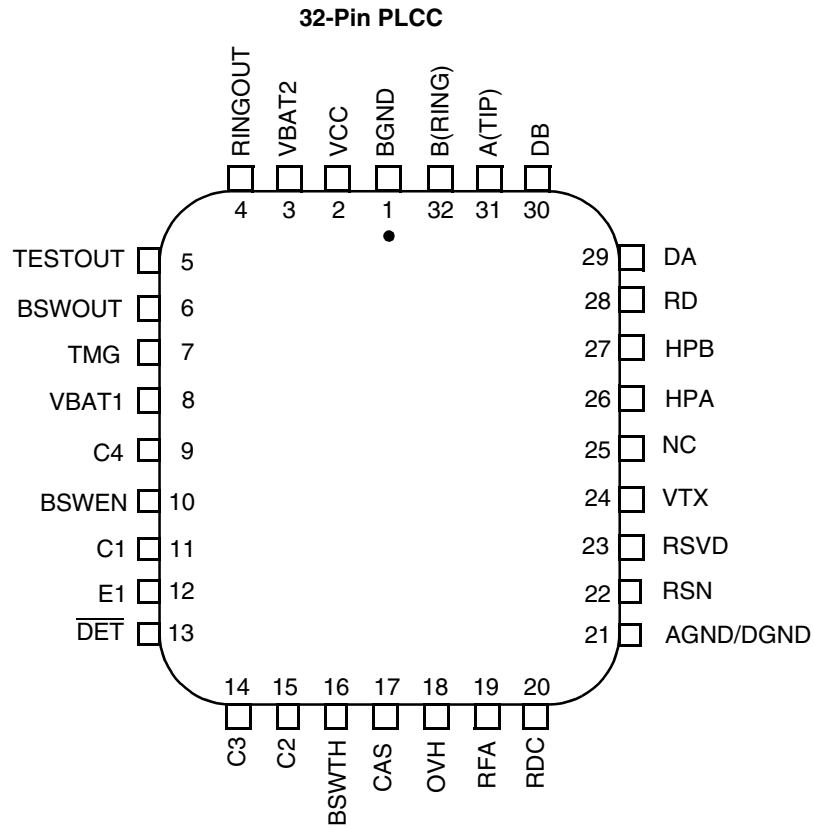 32-Pin PLCC
RINGOUT
VBAT2
VCC
BGND
B(RING)
A(TIP)
DB
4 3 2 1 32 31 30
TESTOUT 5
BSWOUT 6
TMG 7
VBAT1 8
C4 9
BSWEN 10
C1 11
E1 12
DET 13
29 DA
28 RD
27 HPB
26 HPA
25 NC
24 VTX
23 RSVD
22 RSN
21 AGND/DGND
14 15 16 17 18 19 20
C3
C2
BSWTH
CAS
OVH
RFA
RDC